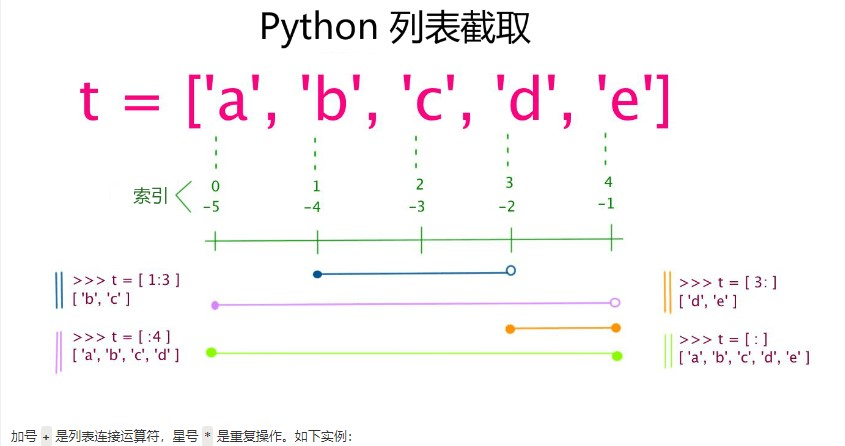 Python 列表截取
t = ['a', 'b', 'c', 'd', 'e']
索引
0 1 2 3 4
-5 -4 -3 -2 -1
>>> t = [ 1:3 ]
[ 'b', 'c' ]
>>> t = [ :4 ]
[ 'a', 'b', 'c', 'd' ]
>>> t = [ 3: ]
[ 'd', 'e' ]
>>> t = [ : ]
[ 'a', 'b', 'c', 'd', 'e' ]
加号 + 是列表连接运算符，星号 * 是重复操作。如下实例：